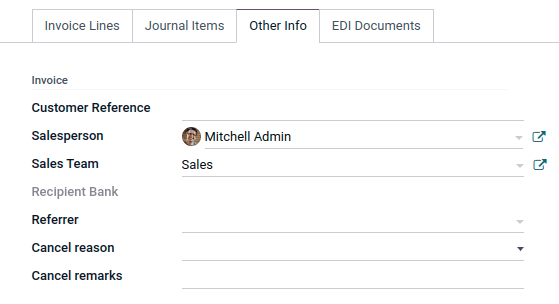 Invoice Lines
Journal Items
Other Info
EDI Documents
Invoice
Customer Reference
Salesperson Mitchell Admin
Sales Team Sales
Recipient Bank
Referrer
Cancel reason
Cancel remarks